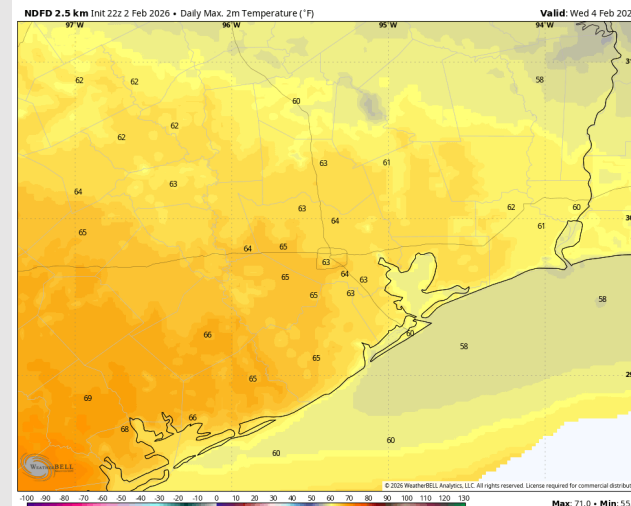 NDFD 2.5 km Init 22z 2 Feb 2026 • Daily Max. 2m Temperature (°F)
Valid: Wed 4 Feb 202
97°W 96°W 95°W 94°W
62 62 58
60
62
62
63 61
63
64 63 62 60
64 61
65
64 65
63
65 64 63
65 63 58
66 60
58
65
65
69
66
68
60
60
WEATHERBELL
© 2026 WeatherBELL Analytics, LLC. All rights reserved. License required for commercial distribut
-100 -90 -80 -70 -60 -50 -40 -30 -20 -10 0 10 20 30 40 50 60 70 80 90 100 110 120 130
Max: 71.0 • Min: 55